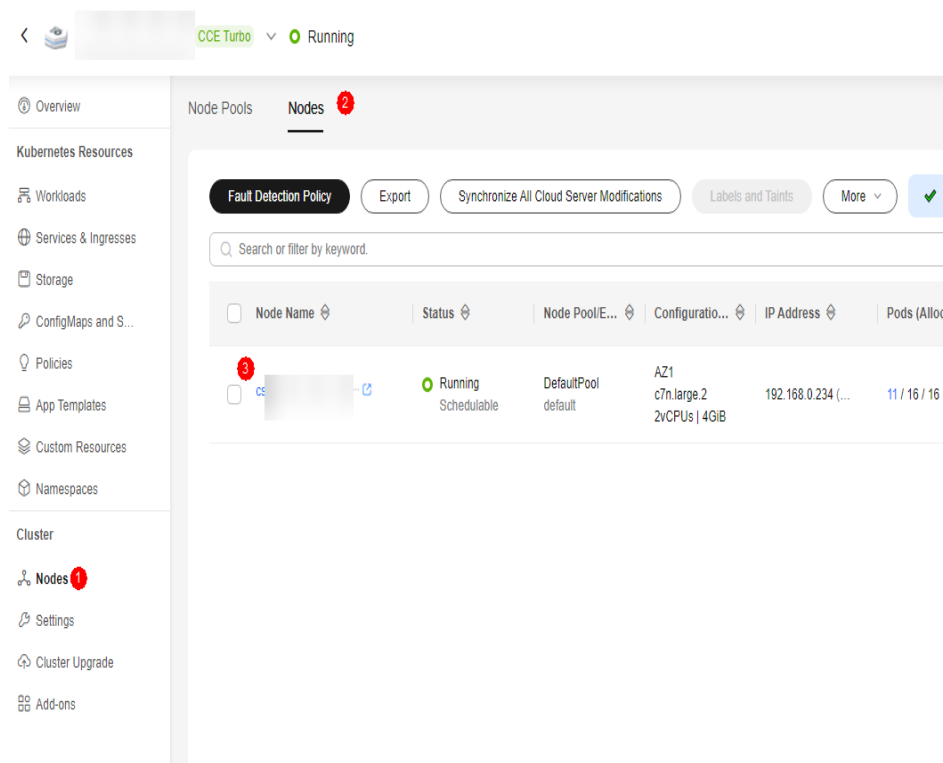 CCE Turbo Running
Overview
Kubernetes Resources
Workloads
Services & Ingresses
Storage
ConfigMaps and S...
Policies
App Templates
Custom Resources
Namespaces
Cluster
Nodes 1
Settings
Cluster Upgrade
Add-ons
Node Pools Nodes 2
Fault Detection Policy Export Synchronize All Cloud Server Modifications Labels and Taints More
Search or filter by keyword.
Node Name Status Node Pool/E... Configuratio... IP Address Pods (Alloc
3
Running DefaultPool AZ1 192.168.0.234 (... 11 / 16 / 16
Schedulable default c7n.large.2
2vCPUs | 4GiB